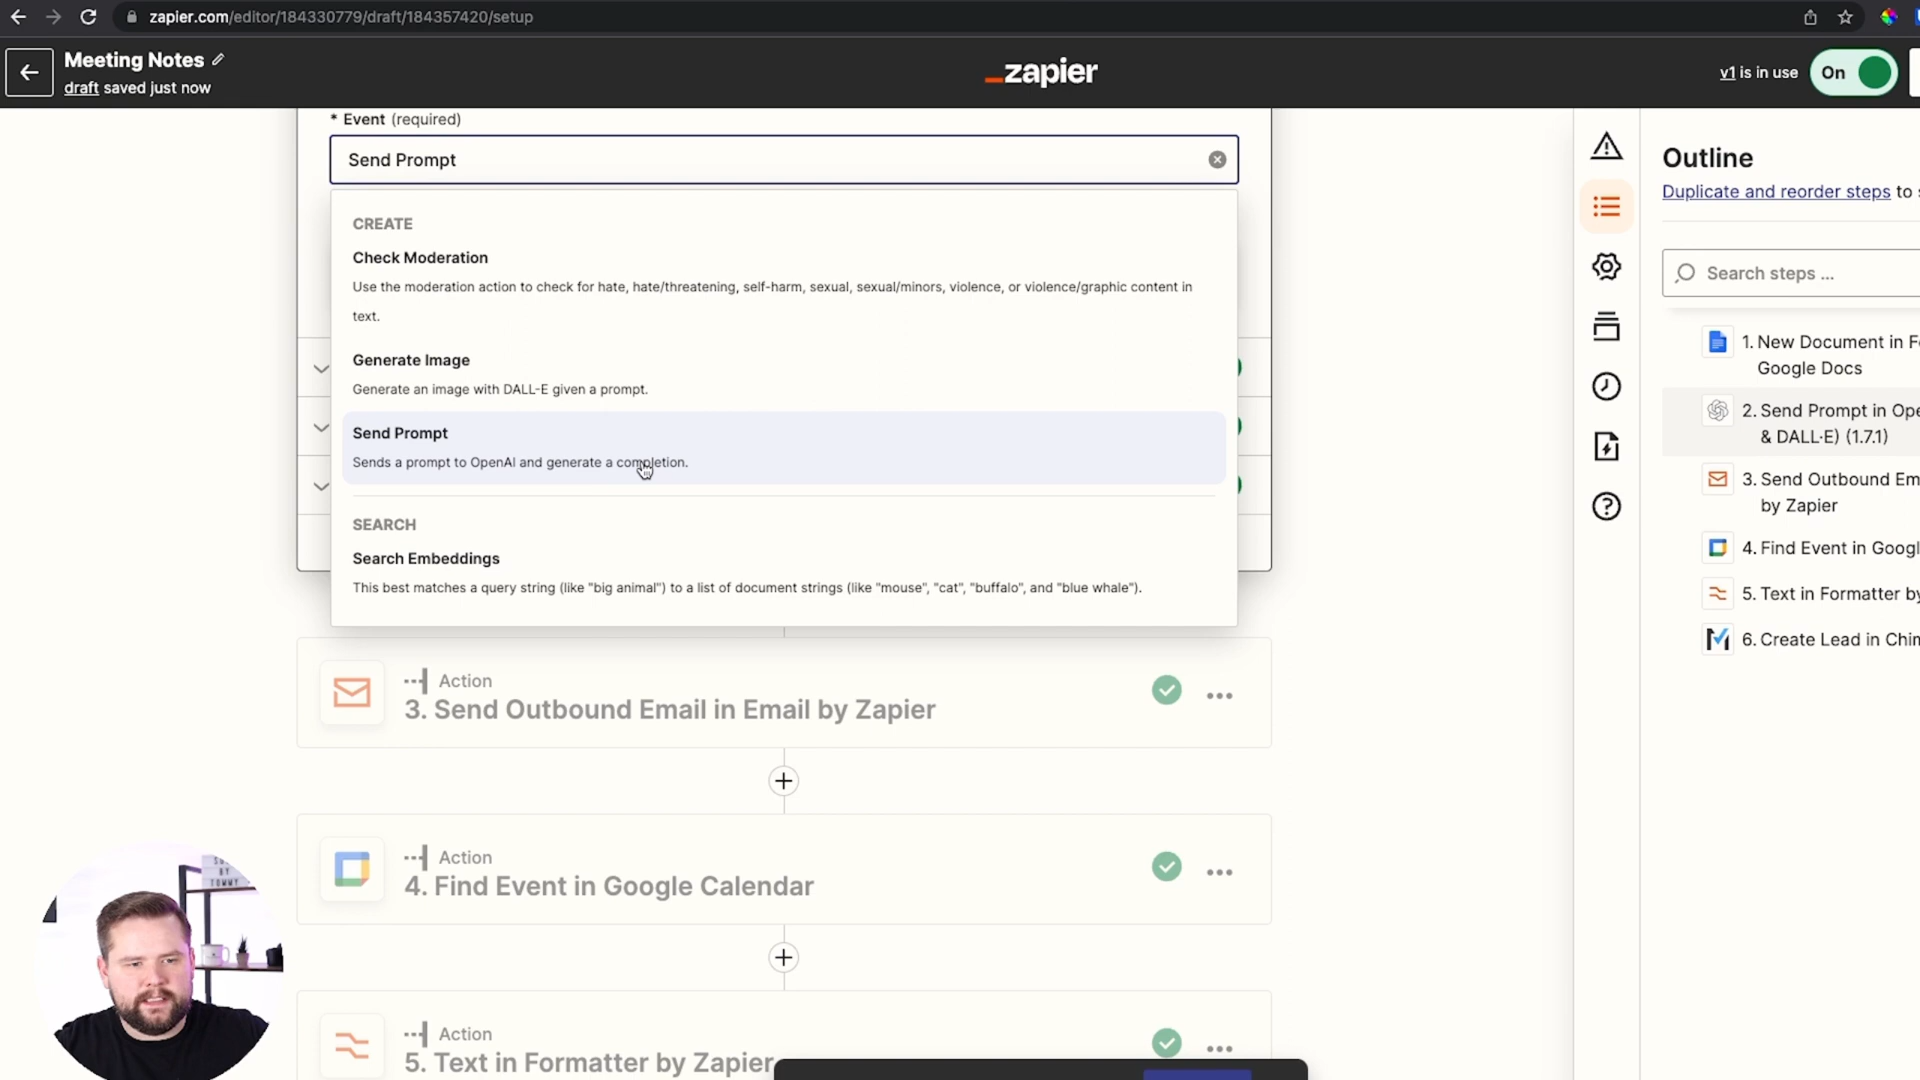 zapier.com/editor/184330779/draft/184357420/setup
Meeting Notes
draft saved just now
_zapier
v1 is in use
On
* Event (required)
Send Prompt
CREATE
Check Moderation
Use the moderation action to check for hate, hate/threatening, self-harm, sexual, sexual/minors, violence, or violence/graphic content in
text.
Generate Image
Generate an image with DALL-E given a prompt.
Send Prompt
Sends a prompt to OpenAI and generate a completion.
SEARCH
Search Embeddings
This best matches a query string (like "big animal") to a list of document strings (like "mouse", "cat", "buffalo", and "blue whale").
Action
3. Send Outbound Email in Email by Zapier
Action
4. Find Event in Google Calendar
Action
5. Text in Formatter by Zapier
Outline
Duplicate and reorder steps to
Search steps ...
1. New Document in F
Google Docs
2. Send Prompt in Ope
& DALL·E) (1.7.1)
3. Send Outbound Em
by Zapier
4. Find Event in Googl
5. Text in Formatter by
6. Create Lead in Chi
BY
TOMMY